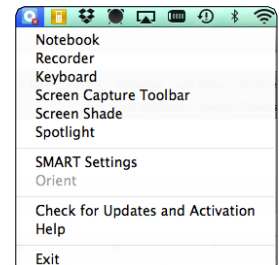 Notebook
Recorder
Keyboard
Screen Capture Toolbar
Screen Shade
Spotlight
SMART Settings
Orient
Check for Updates and Activation
Help
Exit